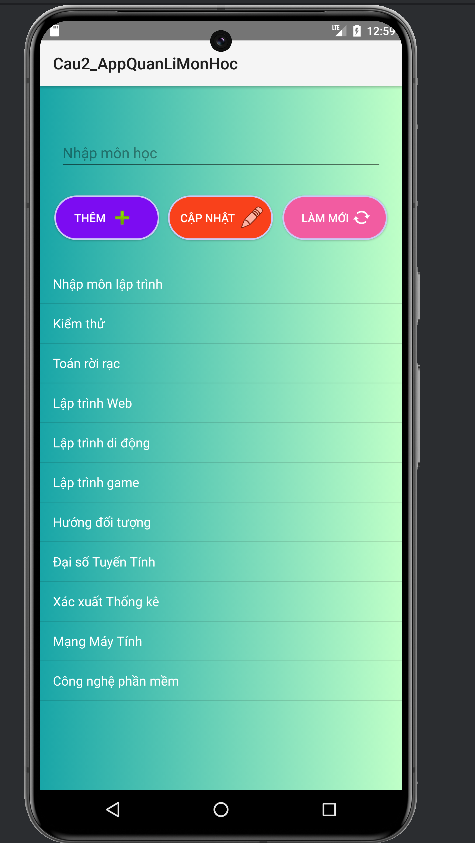 LTE 12:59
Cau2_AppQuanLiMonHoc
Nhập môn học
THÊM CẬP NHẬT LÀM MỚI
Nhập môn lập trình
Kiểm thử
Toán rời rạc
Lập trình Web
Lập trình di động
Lập trình game
Hướng đối tượng
Đại số Tuyến Tính
Xác xuất Thống kê
Mạng Máy Tính
Công nghệ phần mềm